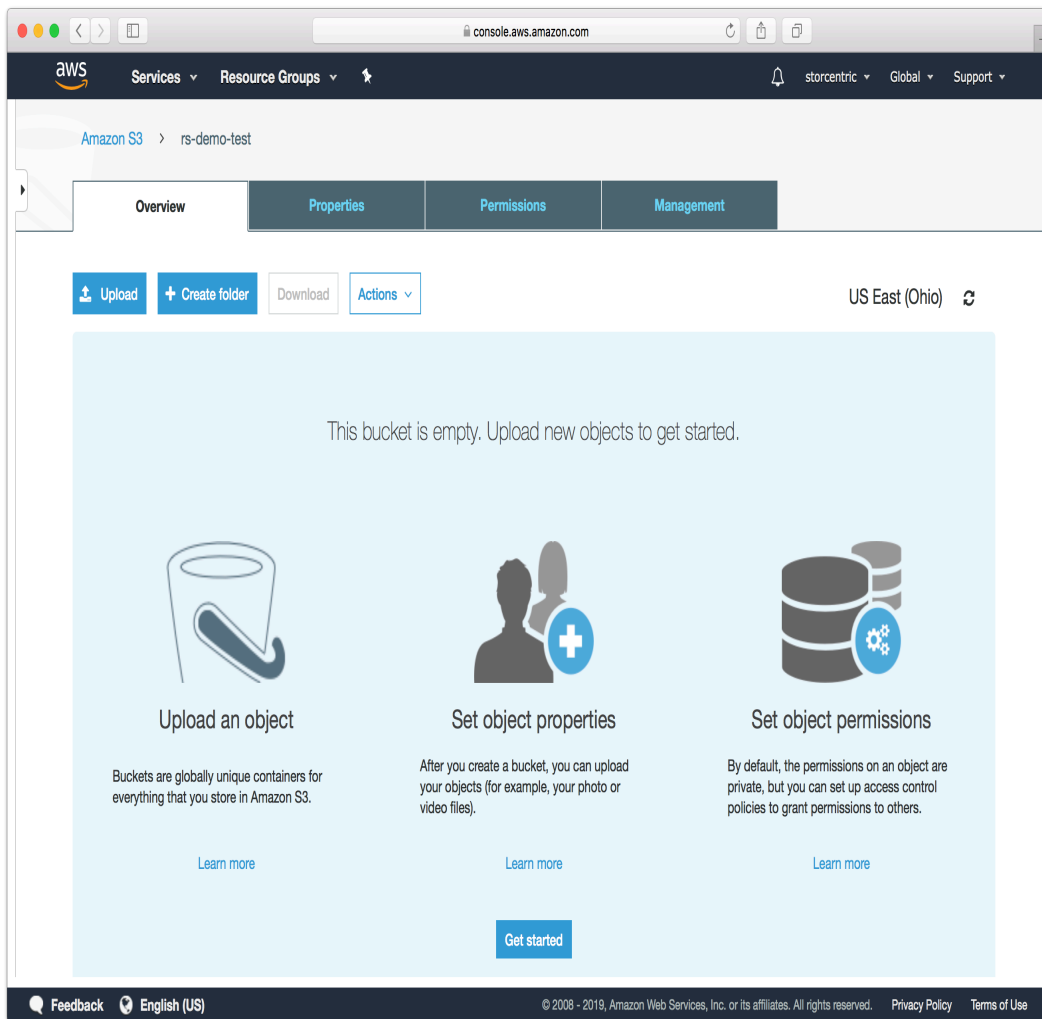 console.aws.amazon.com
aws Services Resource Groups storcentric Global Support
Amazon S3 > rs-demo-test
Overview Properties Permissions Management
Upload + Create folder Download Actions US East (Ohio)
This bucket is empty. Upload new objects to get started.
Upload an object
Buckets are globally unique containers for
everything that you store in Amazon S3.
Learn more
Set object properties
After you create a bucket, you can upload
your objects (for example, your photo or
video files).
Learn more
Set object permissions
By default, the permissions on an object are
private, but you can set up access control
policies to grant permissions to others.
Learn more
Get started
Feedback English (US) © 2008 - 2019, Amazon Web Services, Inc. or its affiliates. All rights reserved. Privacy Policy Terms of Use